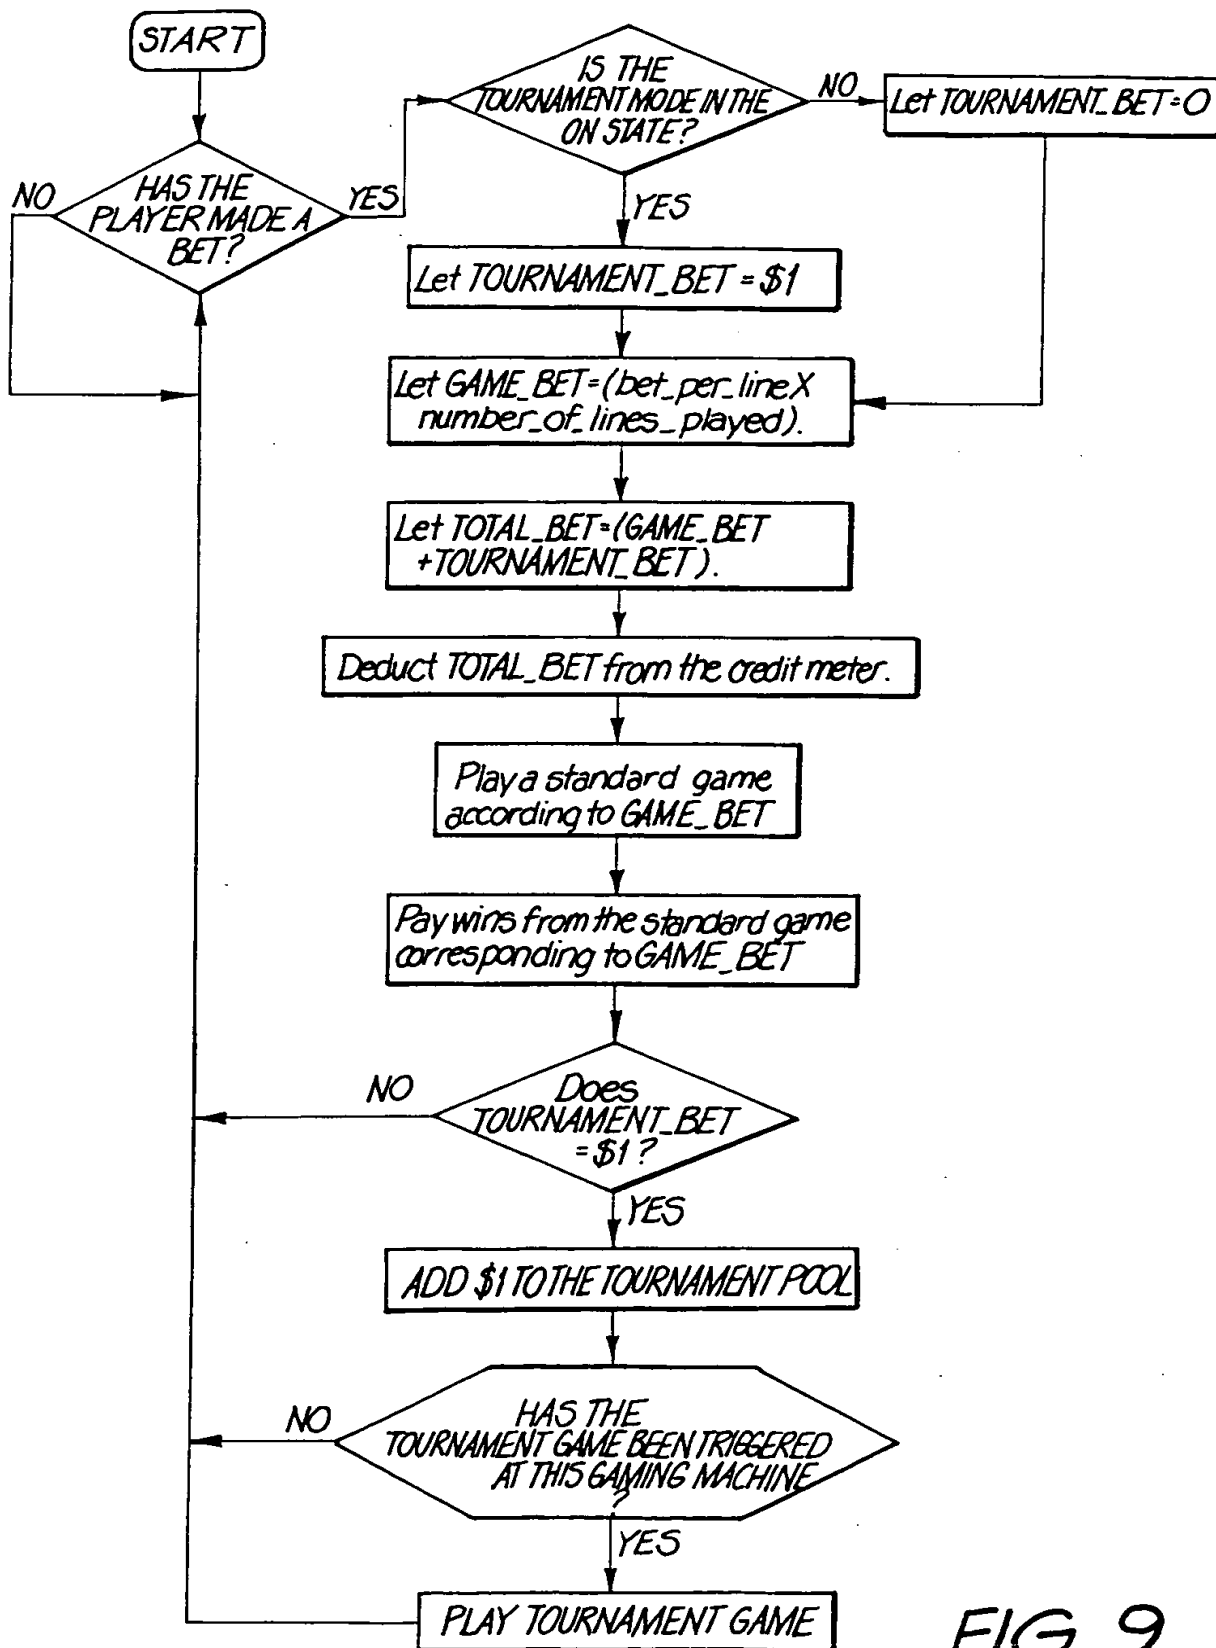 START
HAS THE
PLAYER MADE A
BET?
NO
YES
IS THE
TOURNAMENT MODE IN THE
ON STATE?
NO
Let TOURNAMENT_BET=0
YES
Let TOURNAMENT_BET = $1
Let GAME_BET=(bet_per_line X
number_of_lines_played).
Let TOTAL_BET=(GAME_BET
+TOURNAMENT_BET).
Deduct TOTAL_BET from the credit meter.
Play a standard game
according to GAME_BET
Pay wins from the standard game
corresponding to GAME_BET
Does
TOURNAMENT_BET
= $1?
NO
YES
ADD $1 TO THE TOURNAMENT POOL
HAS THE
TOURNAMENT GAME BEEN TRIGGERED
AT THIS GAMING MACHINE
?
NO
YES
PLAY TOURNAMENT GAME
FIG. 9